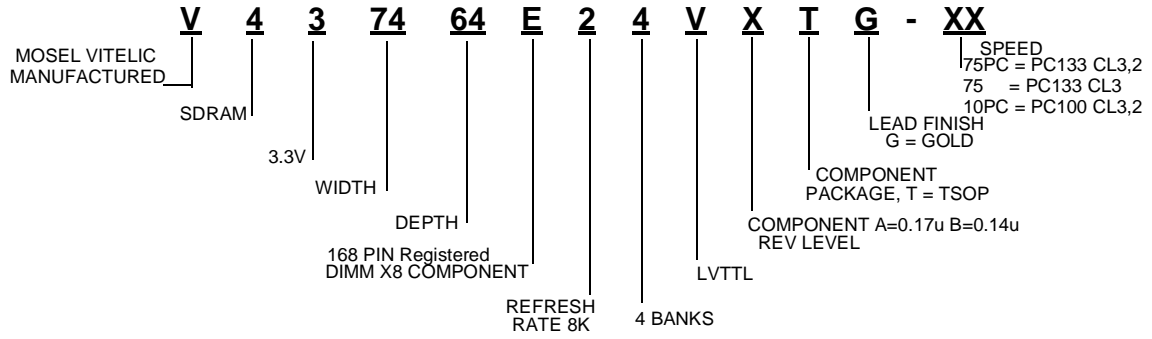 V 4 3 74 64 E 2 4 V X T G - XX
MOSEL VITELIC
MANUFACTURED
SDRAM
3.3V
WIDTH
DEPTH
168 PIN Registered
DIMM X8 COMPONENT
REFRESH
RATE 8K
4 BANKS
LVTTL
COMPONENT A=0.17u B=0.14u
REV LEVEL
COMPONENT
PACKAGE, T = TSOP
LEAD FINISH
G = GOLD
SPEED
75PC = PC133 CL3,2
75 = PC133 CL3
10PC = PC100 CL3,2